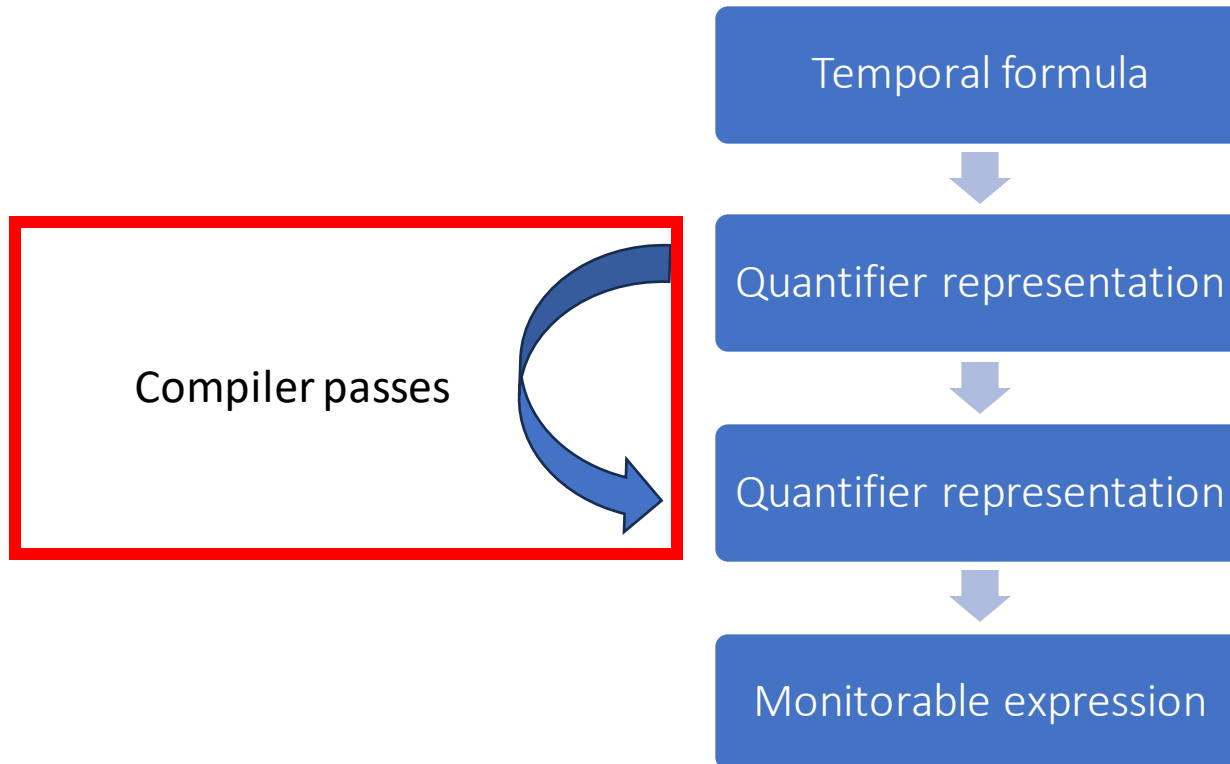 Temporal formula
Quantifier representation
Compiler passes
Quantifier representation
Monitorable expression